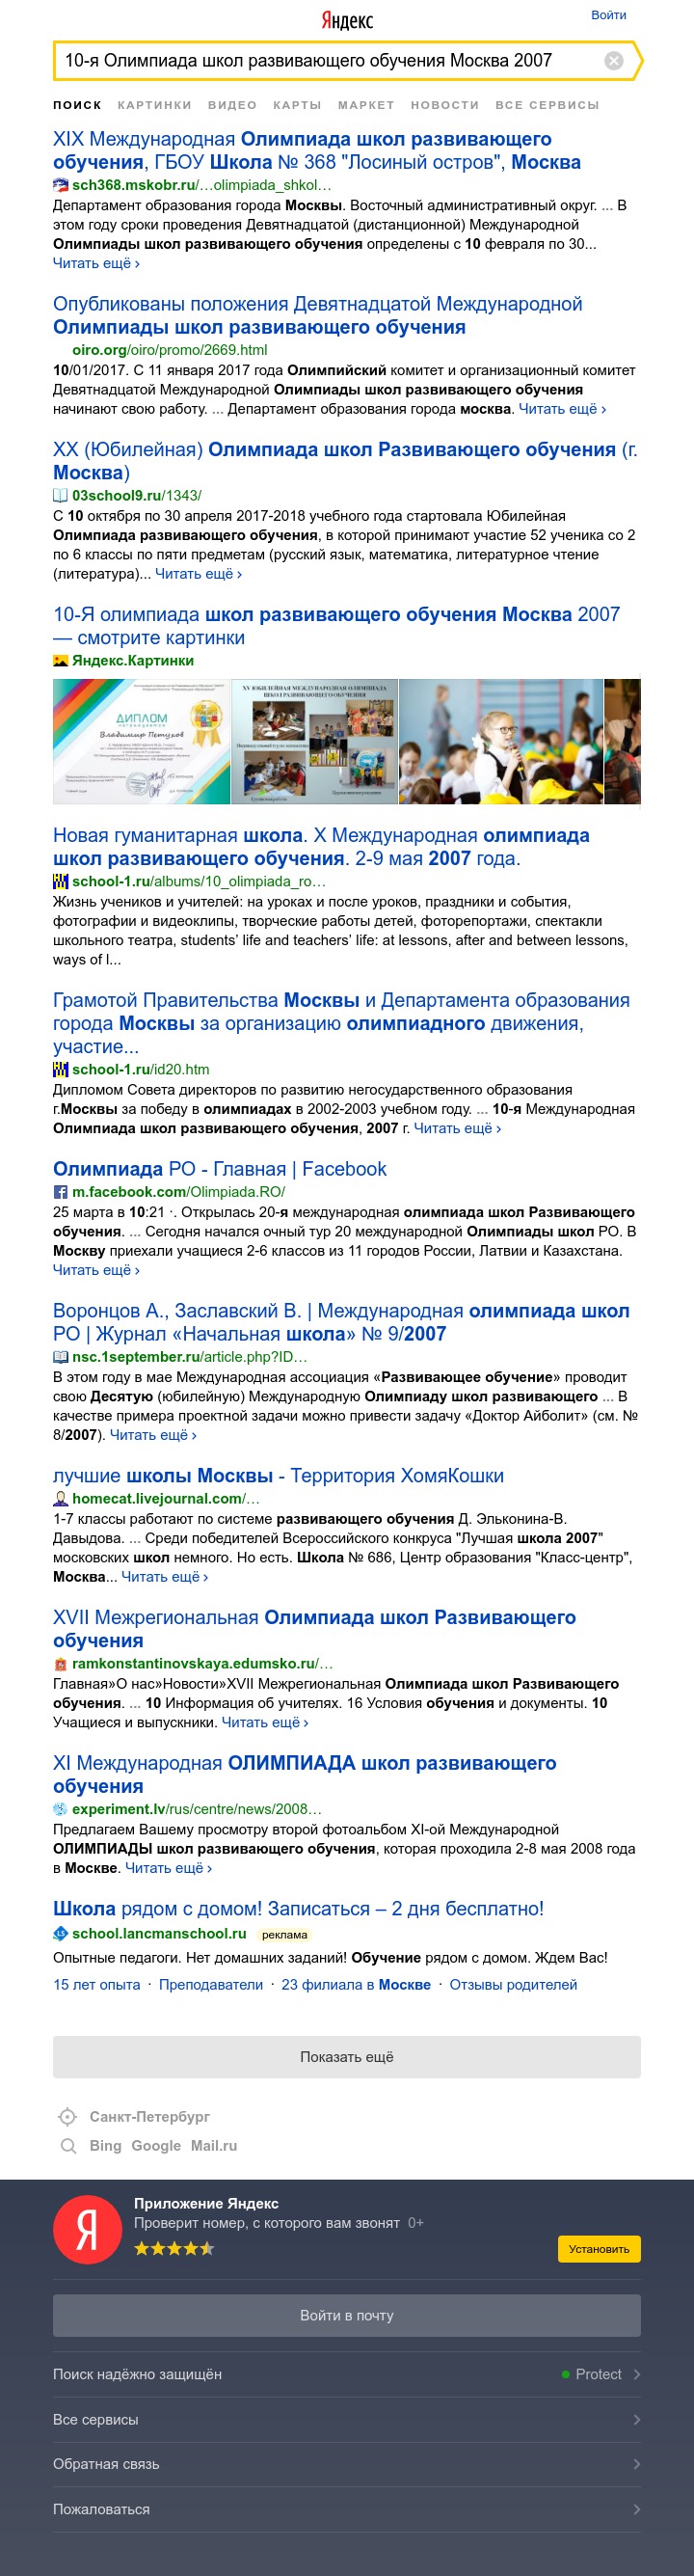 Яндекс
Войти
10-я Олимпиада школ развивающего обучения Москва 2007
ПОИСК КАРТИНКИ ВИДЕО КАРТЫ МАРКЕТ НОВОСТИ ВСЕ СЕРВИСЫ
XIX Международная Олимпиада школ развивающего
обучения, ГБОУ Школа № 368 "Лосиный остров", Москва
sch368.mskobr.ru/…olimpiada_shkol…
Департамент образования города Москвы. Восточный административный округ. ... В
этом году сроки проведения Девятнадцатой (дистанционной) Международной
Олимпиады школ развивающего обучения определены с 10 февраля по 30...
Читать ещё ›
Опубликованы положения Девятнадцатой Международной
Олимпиады школ развивающего обучения
oiro.org/oiro/promo/2669.html
10/01/2017. С 11 января 2017 года Олимпийский комитет и организационный комитет
Девятнадцатой Международной Олимпиады школ развивающего обучения
начинают свою работу. ... Департамент образования города москва. Читать ещё ›
XX (Юбилейная) Олимпиада школ Развивающего обучения (г.
Москва)
03school9.ru/1343/
С 10 октября по 30 апреля 2017-2018 учебного года стартовала Юбилейная
Олимпиада развивающего обучения, в которой принимают участие 52 ученика со 2
по 6 классы по пяти предметам (русский язык, математика, литературное чтение
(литература)... Читать ещё ›
10-Я олимпиада школ развивающего обучения Москва 2007
— смотрите картинки
Яндекс.Картинки
ДИПЛОМ
Владимир Петухов
XV ЮБИЛЕЙНАЯ МЕЖДУНАРОДНАЯ ОЛИМПИАДА
ШКОЛ РАЗВИВАЮЩЕГО ОБУЧЕНИЯ
Новая гуманитарная школа. X Международная олимпиада
школ развивающего обучения. 2-9 мая 2007 года.
school-1.ru/albums/10_olimpiada_ro…
Жизнь учеников и учителей: на уроках и после уроков, праздники и события,
фотографии и видеоклипы, творческие работы детей, фоторепортажи, спектакли
школьного театра, students’ life and teachers’ life: at lessons, after and between lessons,
ways of l...
Грамотой Правительства Москвы и Департамента образования
города Москвы за организацию олимпиадного движения,
участие...
school-1.ru/id20.htm
Дипломом Совета директоров по развитию негосударственного образования
г.Москвы за победу в олимпиадах в 2002-2003 учебном году. ... 10-я Международная
Олимпиада школ развивающего обучения, 2007 г. Читать ещё ›
Олимпиада РО - Главная | Facebook
m.facebook.com/Olimpiada.RO/
25 марта в 10:21 ·. Открылась 20-я международная олимпиада школ Развивающего
обучения. ... Сегодня начался очный тур 20 международной Олимпиады школ РО. В
Москву приехали учащиеся 2-6 классов из 11 городов России, Латвии и Казахстана.
Читать ещё ›
Воронцов А., Заславский В. | Международная олимпиада школ
РО | Журнал «Начальная школа» № 9/2007
nsc.1september.ru/article.php?ID…
В этом году в мае Международная ассоциация «Развивающее обучение» проводит
свою Десятую (юбилейную) Международную Олимпиаду школ развивающего ... В
качестве примера проектной задачи можно привести задачу «Доктор Айболит» (см. №
8/2007). Читать ещё ›
лучшие школы Москвы - Территория ХомяКошки
homecat.livejournal.com/…
1-7 классы работают по системе развивающего обучения Д. Эльконина-В.
Давыдова. ... Среди победителей Всероссийского конкруса "Лучшая школа 2007"
московских школ немного. Но есть. Школа № 686, Центр образования "Класс-центр",
Москва... Читать ещё ›
XVII Межрегиональная Олимпиада школ Развивающего
обучения
ramkonstantinovskaya.edumsko.ru/…
Главная»О нас»Новости»XVII Межрегиональная Олимпиада школ Развивающего
обучения. ... 10 Информация об учителях. 16 Условия обучения и документы. 10
Учащиеся и выпускники. Читать ещё ›
XI Международная ОЛИМПИАДА школ развивающего
обучения
experiment.lv/rus/centre/news/2008…
Предлагаем Вашему просмотру второй фотоальбом XI-ой Международной
ОЛИМПИАДЫ школ развивающего обучения, которая проходила 2-8 мая 2008 года
в Москве. Читать ещё ›
Школа рядом с домом! Записаться – 2 дня бесплатно!
school.lancmanschool.ru реклама
Опытные педагоги. Нет домашних заданий! Обучение рядом с домом. Ждем Вас!
15 лет опыта · Преподаватели · 23 филиала в Москве · Отзывы родителей
Показать ещё
Санкт-Петербург
Bing Google Mail.ru
Я
Приложение Яндекс
Проверит номер, с которого вам звонят 0+
Установить
Войти в почту
Поиск надёжно защищён
Protect
Все сервисы
Обратная связь
Пожаловаться